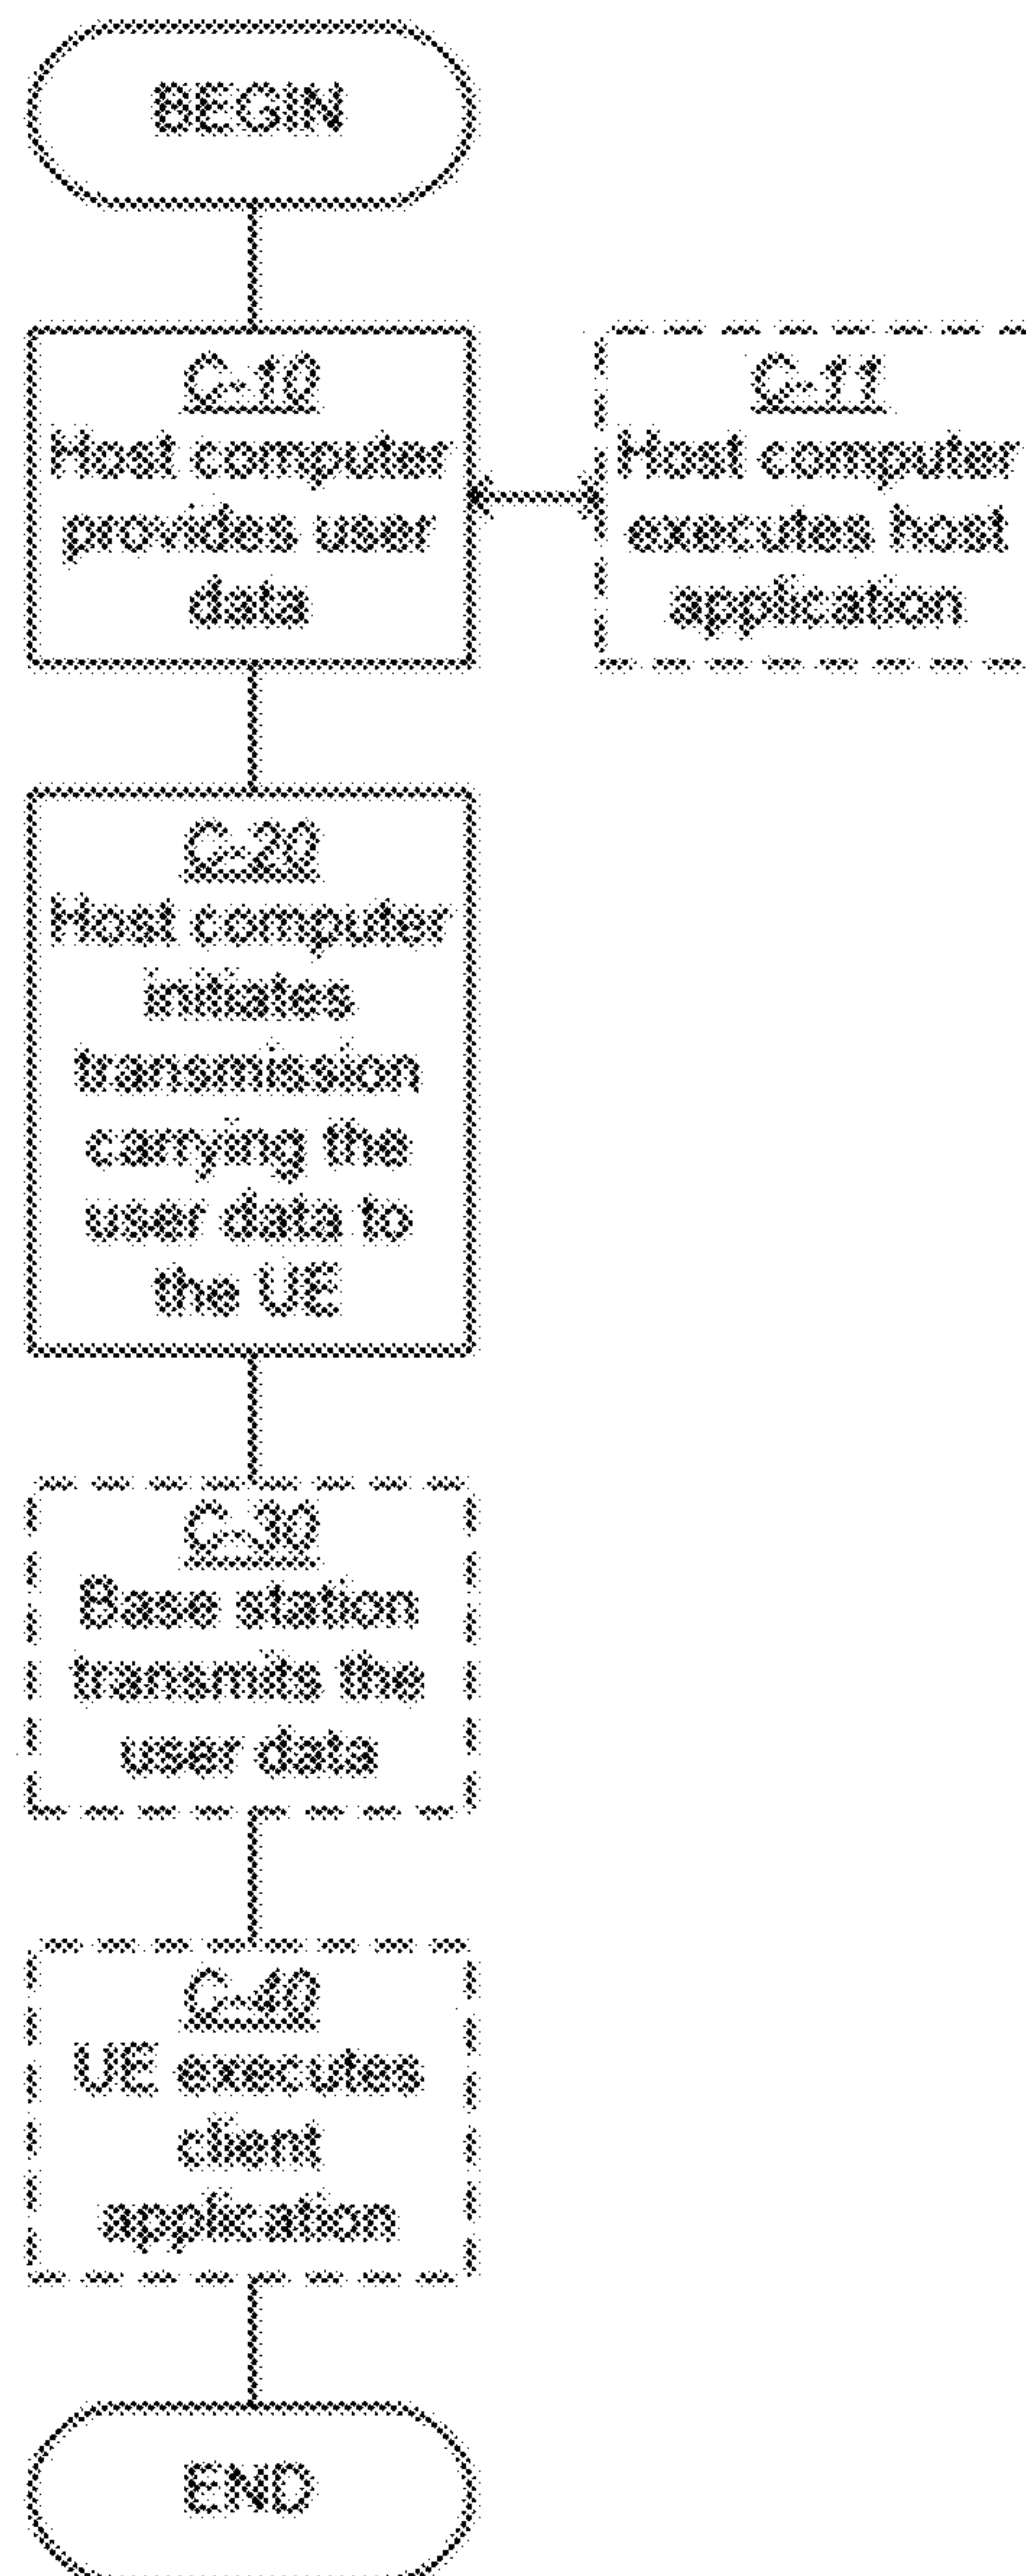 BEGIN
C-10
Host computer
provides user
data
C-11
Host computer
executes host
application
C-20
Host computer
initiates
transmission
carrying the
user data to
the UE
C-30
Base station
transmits the
user data
C-40
UE executes
client
application
END